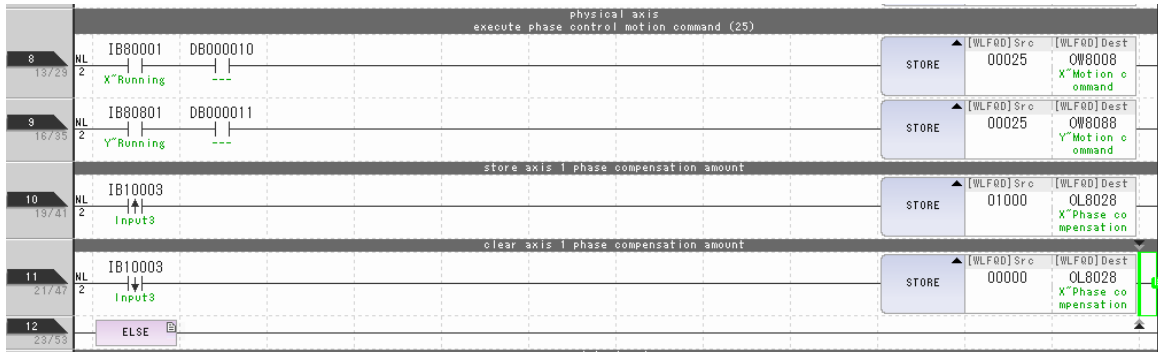 physical axis
execute phase control motion command (25)
8
13/29
NL
2
IB80001
X~Running
DB000010
---
STORE
[WLFQD]Src
00025
[WLFQD]Dest
OW8008
X~Motion c
ommand
9
16/35
NL
2
IB80801
Y~Running
DB000011
---
STORE
[WLFQD]Src
00025
[WLFQD]Dest
OW8088
Y~Motion c
ommand
store axis 1 phase compensation amount
10
19/41
NL
2
IB10003
Input3
STORE
[WLFQD]Src
01000
[WLFQD]Dest
OL8028
X~Phase co
mpensation
clear axis 1 phase compensation amount
11
21/47
NL
2
IB10003
Input3
STORE
[WLFQD]Src
00000
[WLFQD]Dest
OL8028
X~Phase co
mpensation
12
23/53
ELSE